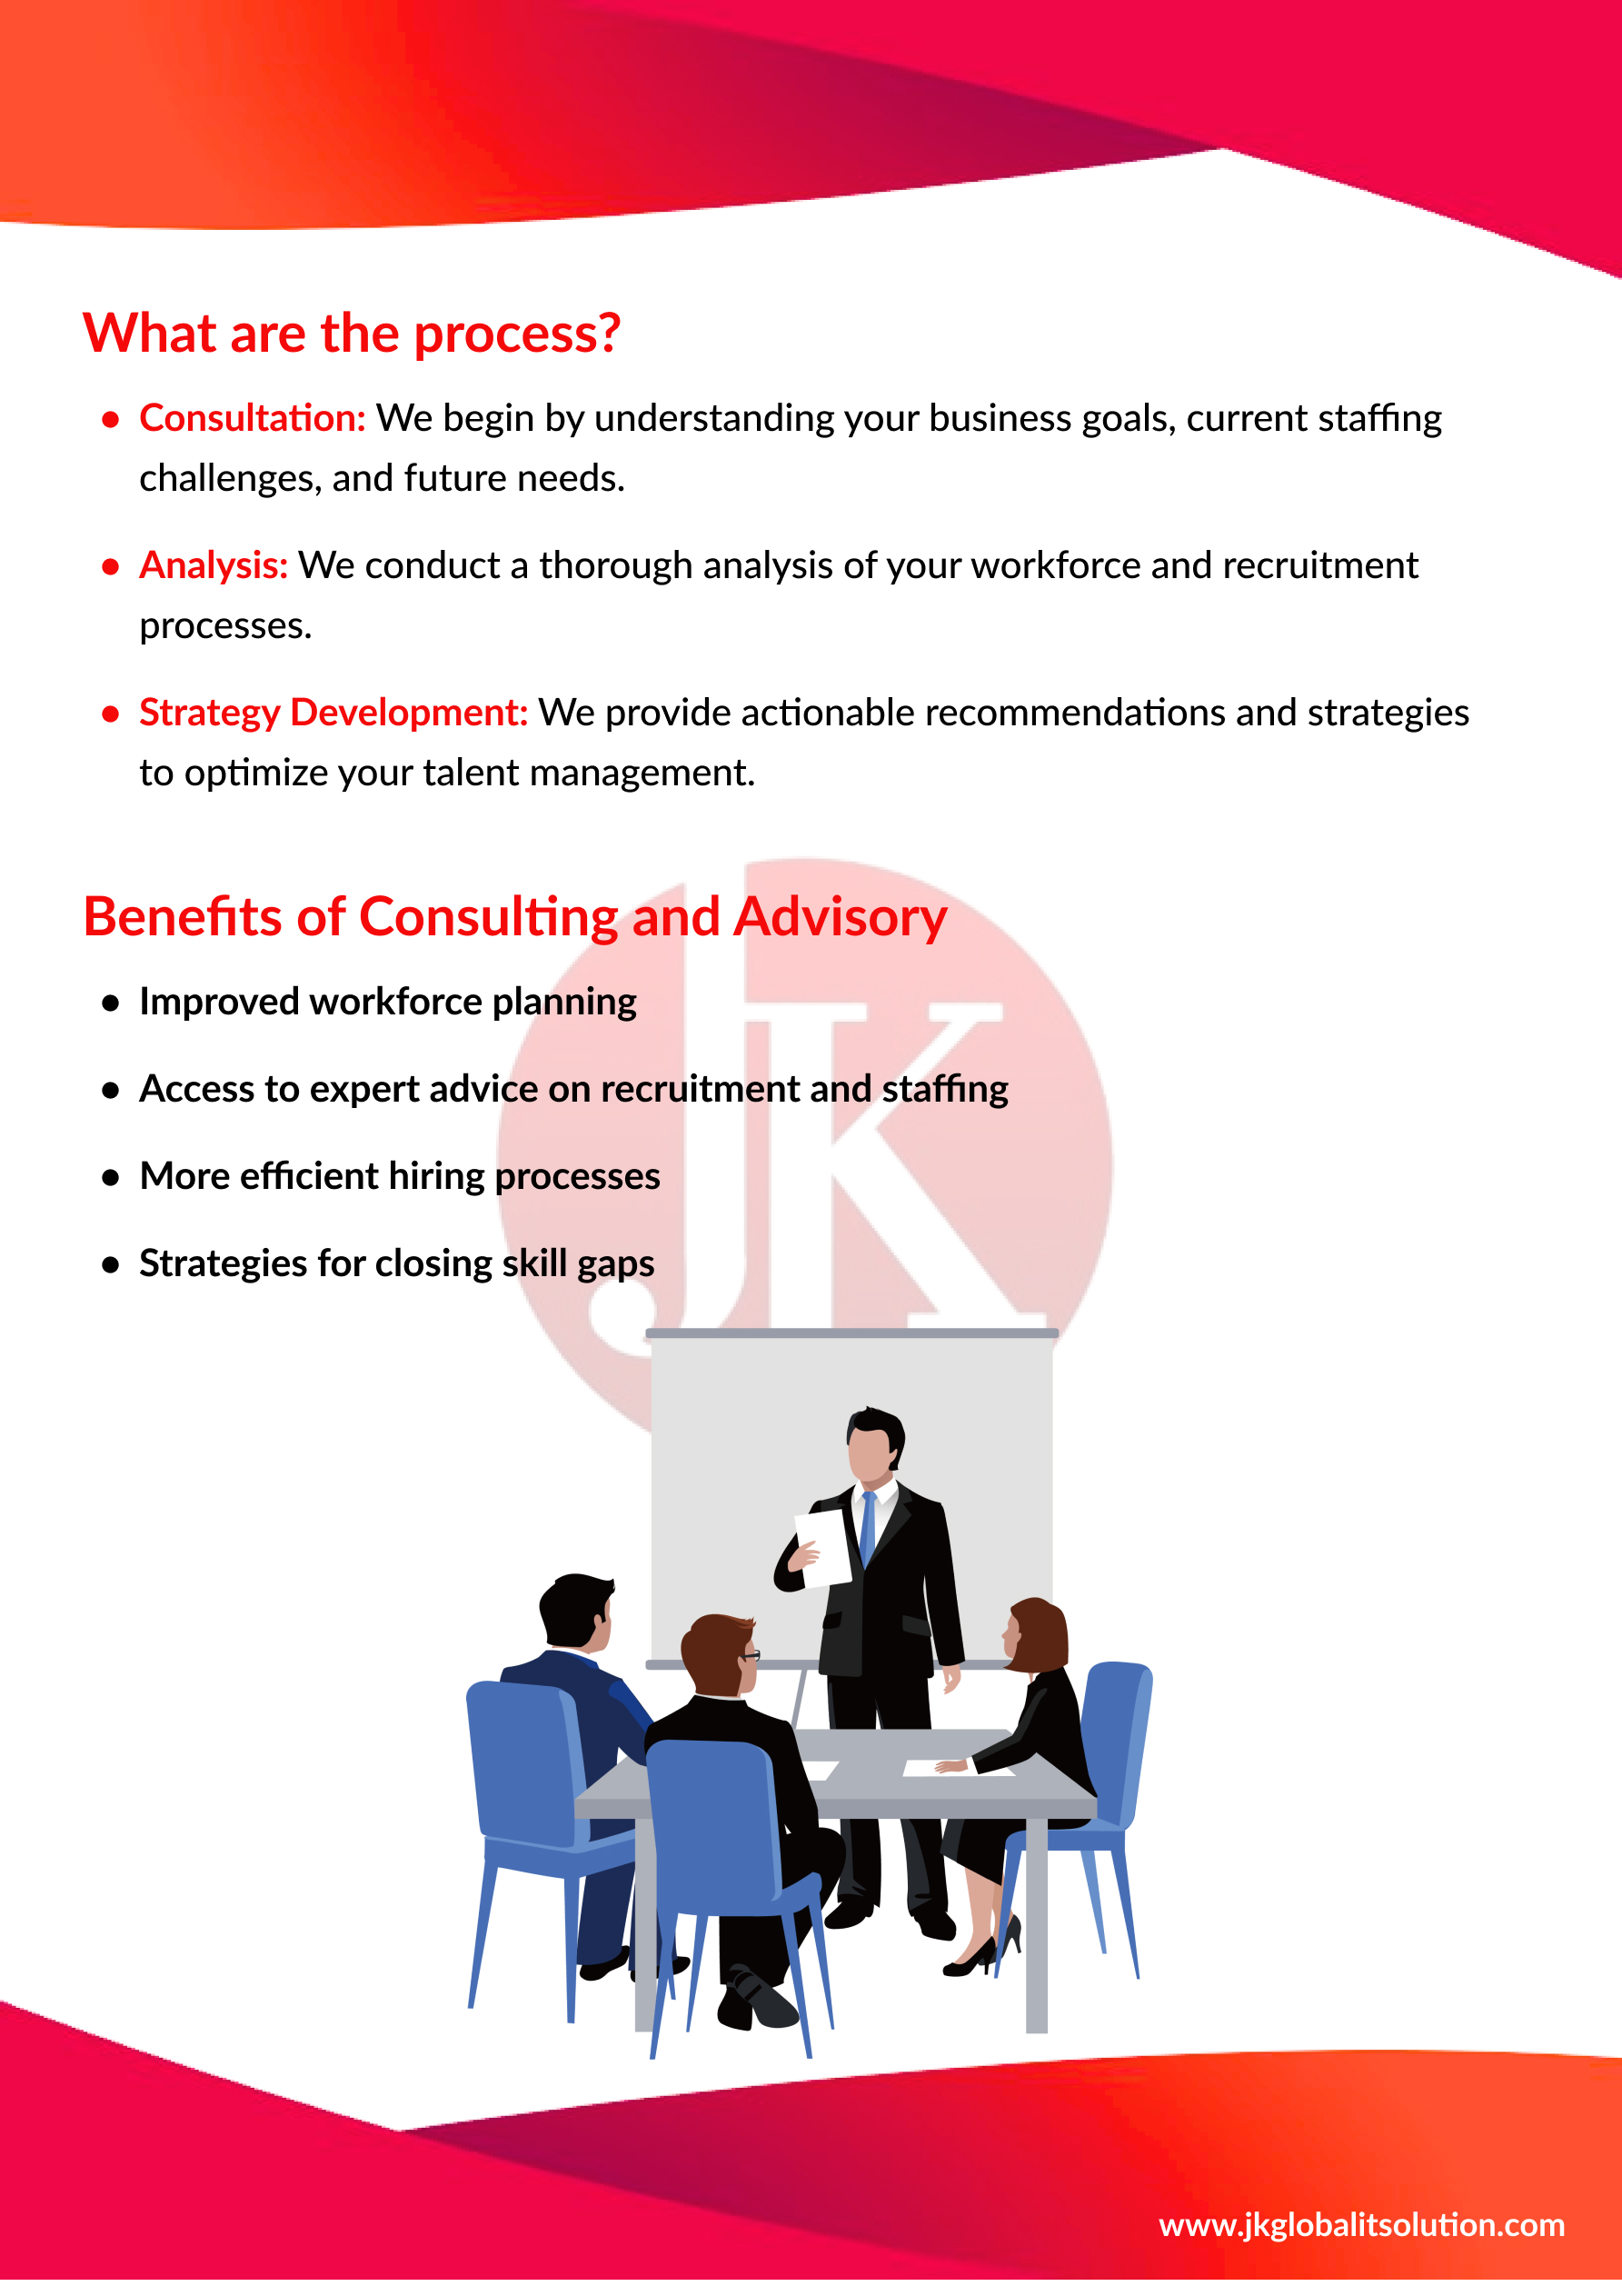 What are the process?
• Consultation: We begin by understanding your business goals, current staffing
challenges, and future needs.
• Analysis: We conduct a thorough analysis of your workforce and recruitment
processes.
• Strategy Development: We provide actionable recommendations and strategies
to optimize your talent management.
Benefits of Consulting and Advisory
• Improved workforce planning
• Access to expert advice on recruitment and staffing
• More efficient hiring processes
• Strategies for closing skill gaps
JK
www.jkglobalitsolution.com